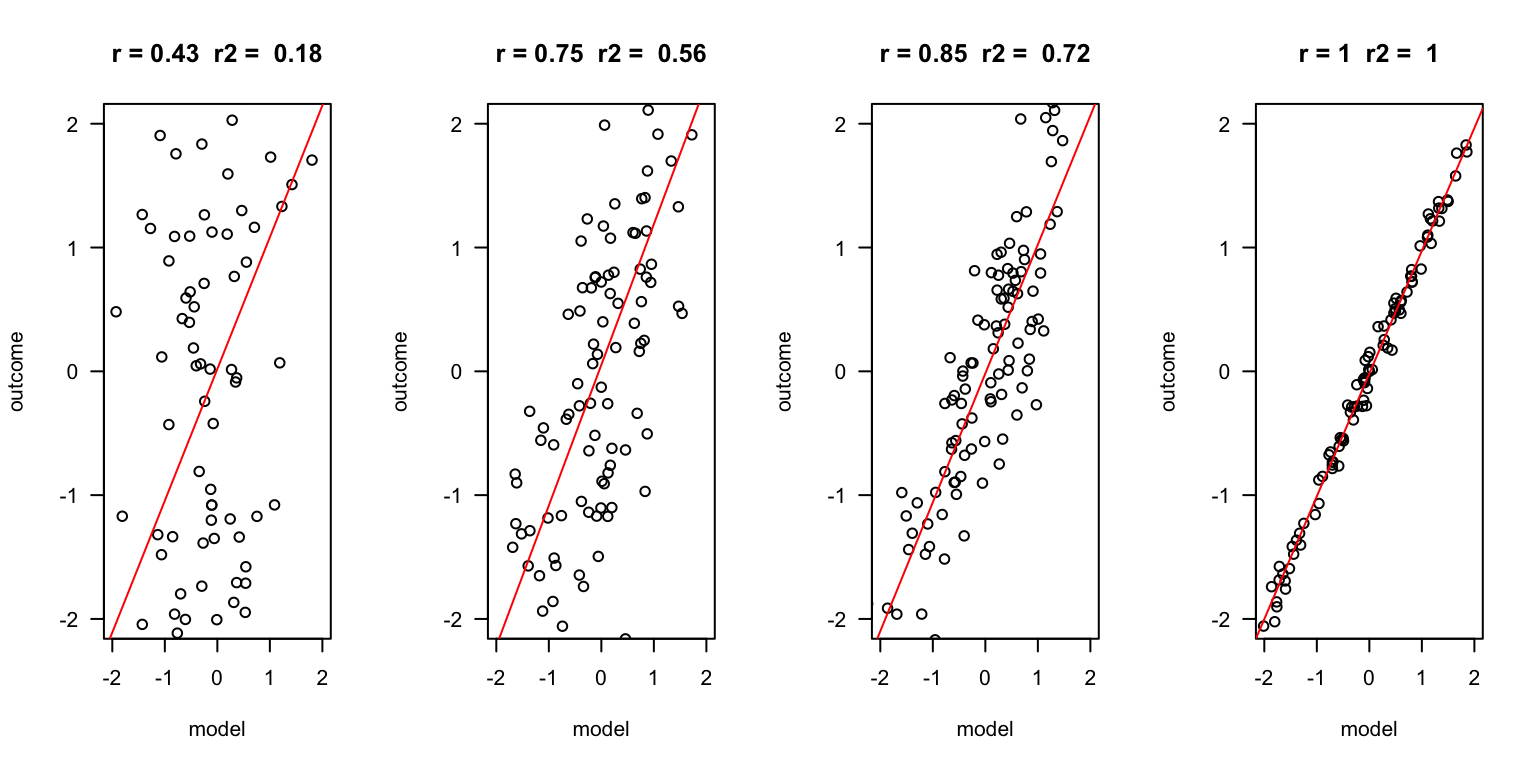 r = 0.43  r2 =  0.18
outcome
2
1
0
-1
-2
-2 -1 0 1 2
model
r = 0.75  r2 =  0.56
outcome
2
1
0
-1
-2
-2 -1 0 1 2
model
r = 0.85  r2 =  0.72
outcome
2
1
0
-1
-2
-2 -1 0 1 2
model
r = 1  r2 =  1
outcome
2
1
0
-1
-2
-2 -1 0 1 2
model